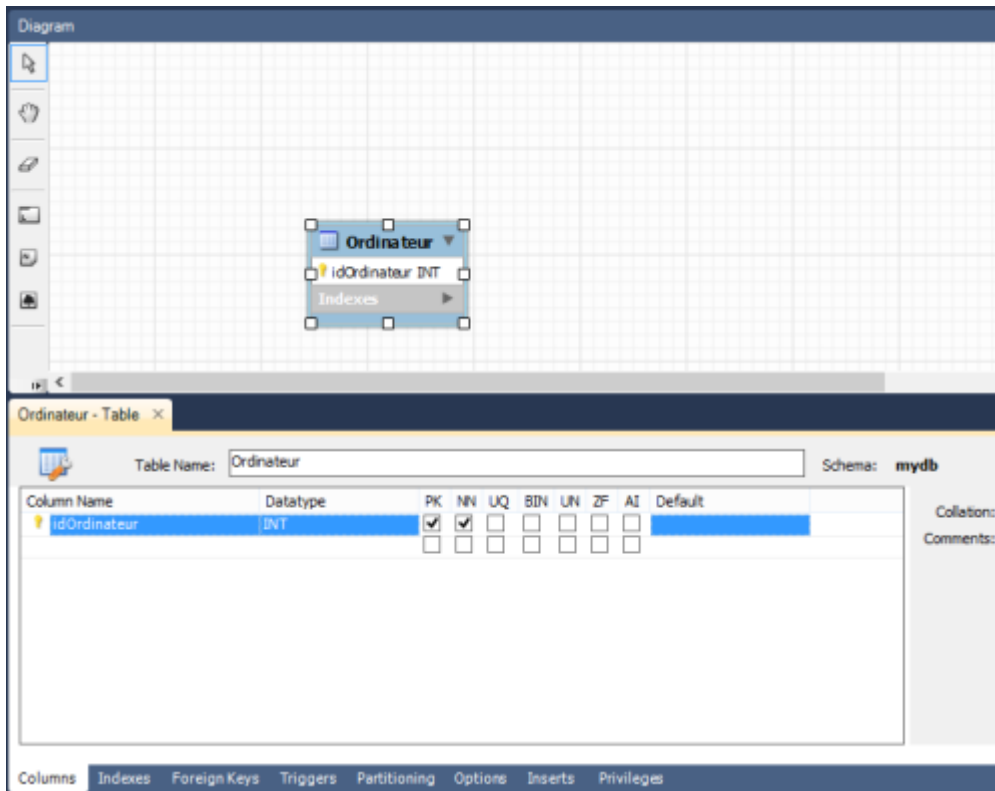 Diagram
Ordinateur
idOrdinateur INT
Indexes
Ordinateur - Table
Table Name: Ordinateur Schema: mydb
Column Name Datatype PK NN UQ BIN UN ZF AI Default
idOrdinateur INT
Collation:
Comments:
Columns Indexes Foreign Keys Triggers Partitioning Options Inserts Privileges